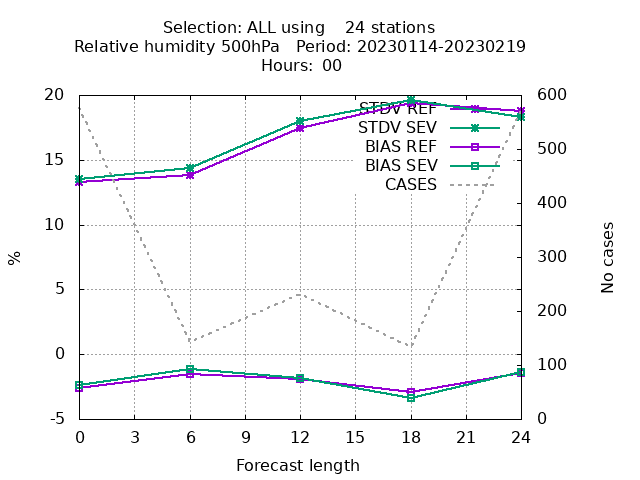 Selection: ALL using    24 stations
Relative humidity 500hPa   Period: 20230114-20230219
Hours: 00
STDV REF
STDV SEV
BIAS REF
BIAS SEV
CASES
%
20
15
10
5
0
-5
600
500
400
300
200
100
0
No cases
0 3 6 9 12 15 18 21 24
Forecast length